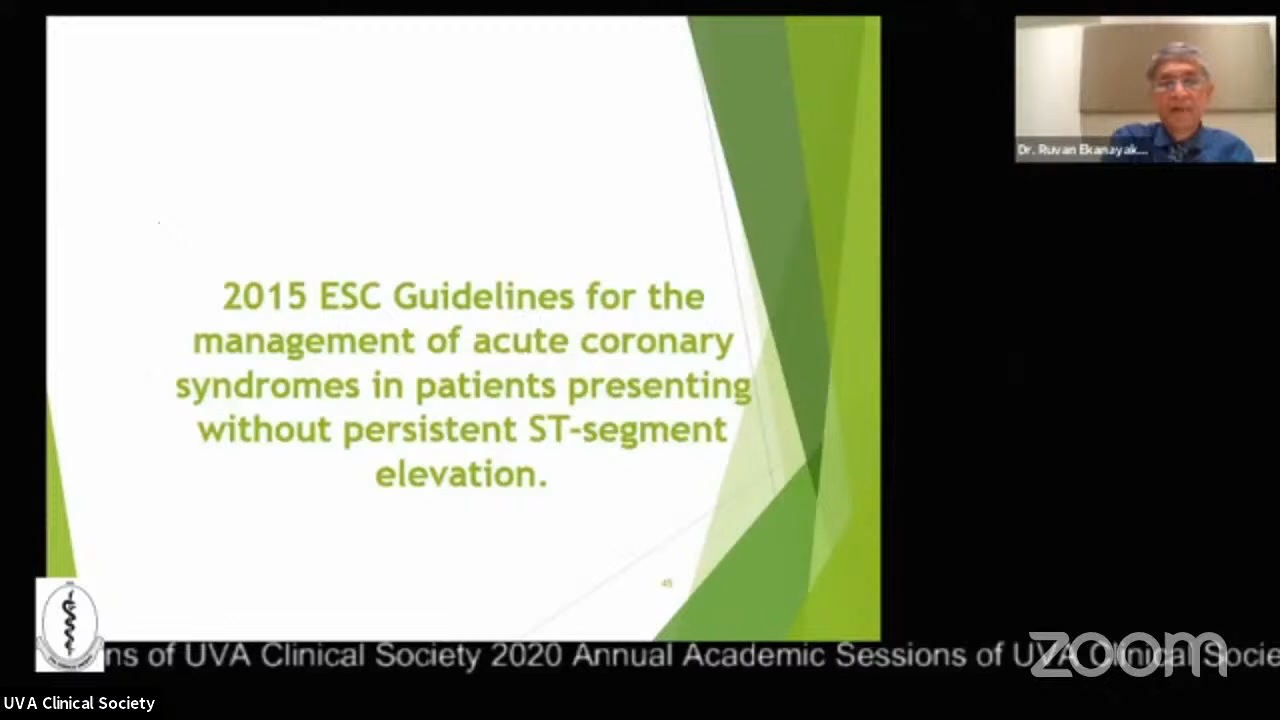 2015 ESC Guidelines for the
management of acute coronary
syndromes in patients presenting
without persistent ST-segment
elevation.
45
Dr. Ruvan Ekanayak...
ns of UVA Clinical Society 2020 Annual Academic Sessions of UVA Clinical Socie
zoom
UVA Clinical Society